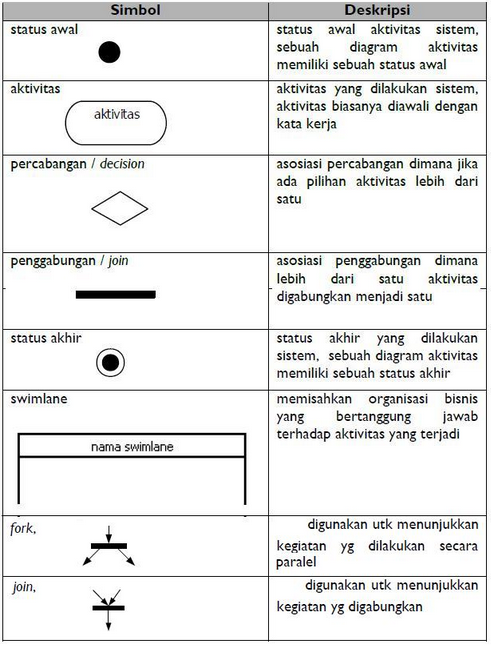 Simbol
Deskripsi
status awal
status awal aktivitas sistem,
sebuah diagram aktivitas
memiliki sebuah status awal
aktivitas
aktivitas
aktivitas yang dilakukan sistem,
aktivitas biasanya diawali dengan
kata kerja
percabangan / decision
asosiasi percabangan dimana jika
ada pilihan aktivitas lebih dari
satu
penggabungan / join
asosiasi penggabungan dimana
lebih dari satu aktivitas
digabungkan menjadi satu
status akhir
status akhir yang dilakukan
sistem, sebuah diagram aktivitas
memiliki sebuah status akhir
swimlane
nama swimlane
memisahkan organisasi bisnis
yang bertanggung jawab
terhadap aktivitas yang terjadi
fork,
digunakan utk menunjukkan
kegiatan yg dilakukan secara
paralel
join,
digunakan utk menunjukkan
kegiatan yg digabungkan